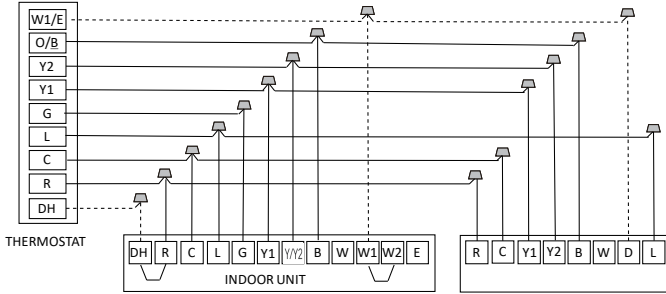 W1/E
O/B
Y2
Y1
G
L
C
R
DH
THERMOSTAT
DH R C L G Y1 Y/Y2 B W W1 W2 E
INDOOR UNIT
R C Y1 Y2 B W D L